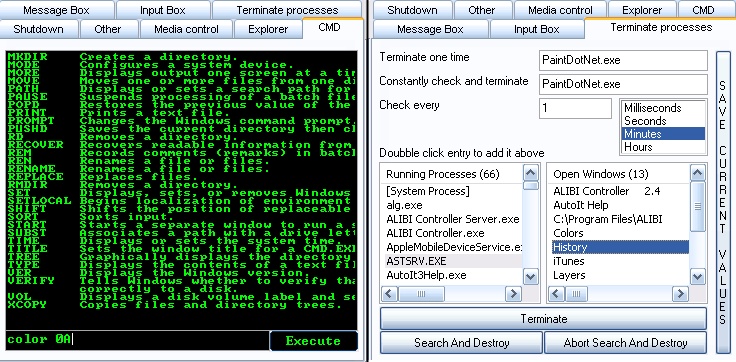 Message Box Input Box Terminate processes
Shutdown Other Media control Explorer CMD
MKDIR Creates a directory.
MODE Configures a system device.
MORE Displays output one screen at a tim
MOVE Moves one or more files from one di
PATH Displays or sets a search path for
PAUSE Suspends processing of a batch file
POPD Restores the previous value of the
PRINT Prints a text file.
PROMPT Changes the Windows command prompt.
PUSHD Saves the current directory then c
RD Removes a directory.
RECOVER Recovers readable information from
REM Records comments (remarks) in batch
REN Renames a file or files.
RENAME Renames a file or files.
REPLACE Replaces files.
RMDIR Removes a directory.
SET Displays, sets, or removes Windows
SETLOCAL Begins localization of environment
SHIFT Shifts the position of replaceable
SORT Sorts input.
START Starts a separate window to run a s
SUBST Associates a path with a drive lett
TIME Displays or sets the system time.
TITLE Sets the window title for a CMD.EX
TREE Graphically displays the directory
TYPE Displays the contents of a text fil
VER Displays the Windows version.
VERIFY Tells Windows whether to verify tha
correctly to a disk.
VOL Displays a disk volume label and se
XCOPY Copies files and directory trees.
color 0A Execute
Shutdown Other Media control Explorer CMD
Message Box Input Box Terminate processes
Terminate one time PaintDotNet.exe
Constantly check and terminate PaintDotNet.exe
Check every 1
Milliseconds
Seconds
Minutes
Hours
Doubble click entry to add it above
Running Processes (66)
[System Process]
alg.exe
ALIBI Controller Server.exe
ALIBI Controller.exe
AppleMobileDeviceService.e
ASTSRV.EXE
AutoIt3Help.exe
Open Windows (13)
ALIBI Controller 2.4
AutoIt Help
C:\Program Files\ALIBI
Colors
History
iTunes
Layers
Terminate
Search And Destroy Abort Search And Destroy
SAVE CURRENT VALUES